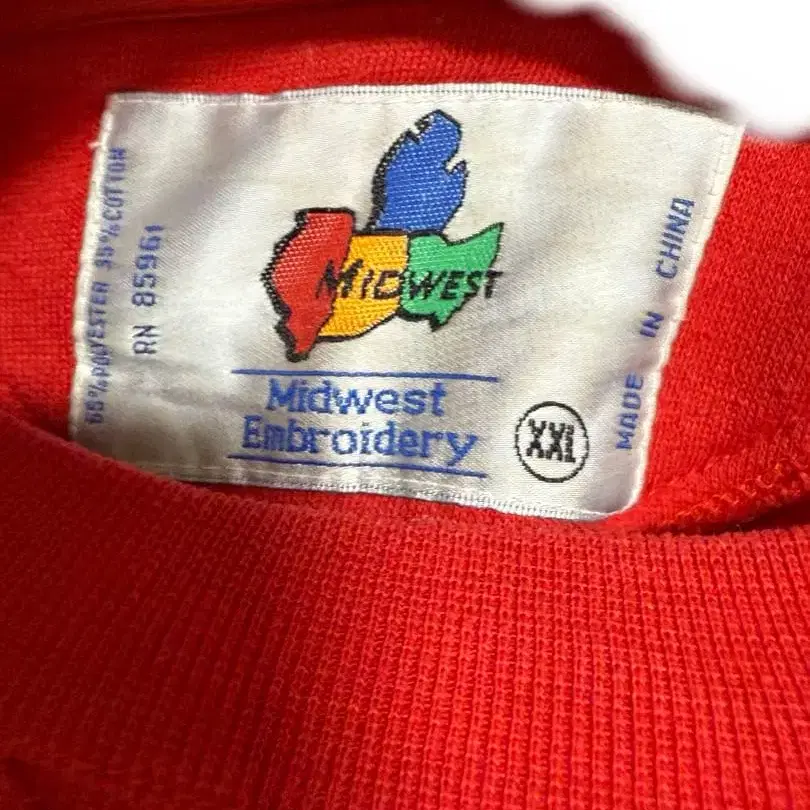 65% POLYESTER 35% COTTON
RN 85961
MIDWEST
Midwest
Embroidery
XXL
MADE IN CHINA